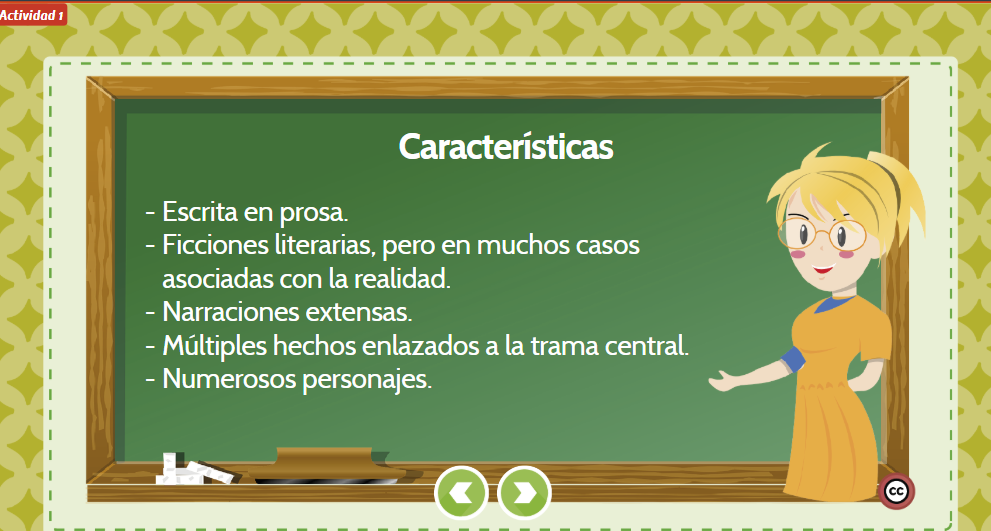 Actividad 1
Características
- Escrita en prosa.
- Ficciones literarias, pero en muchos casos
asociadas con la realidad.
- Narraciones extensas.
- Múltiples hechos enlazados a la trama central.
- Numerosos personajes.
cc